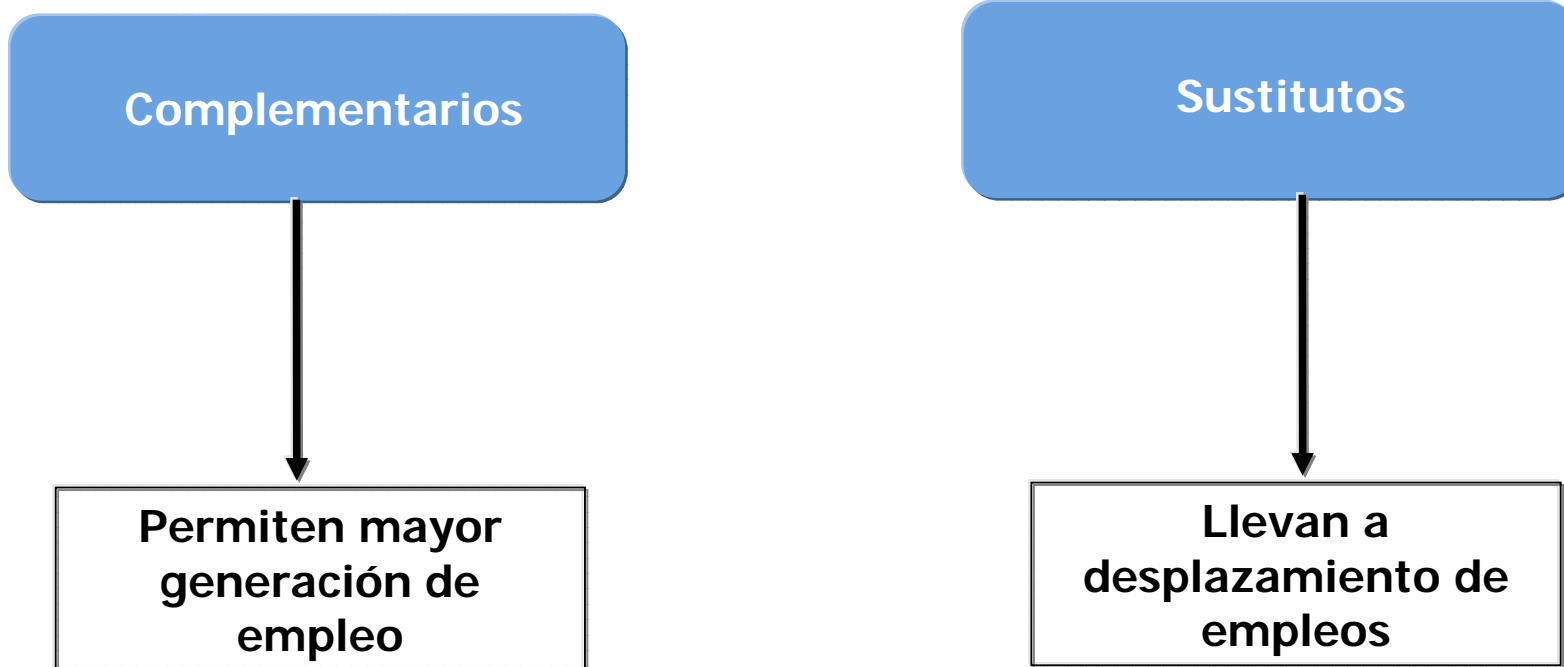 Complementarios
Sustitutos
Permiten mayor
generación de
empleo
Llevan a
desplazamiento de
empleos